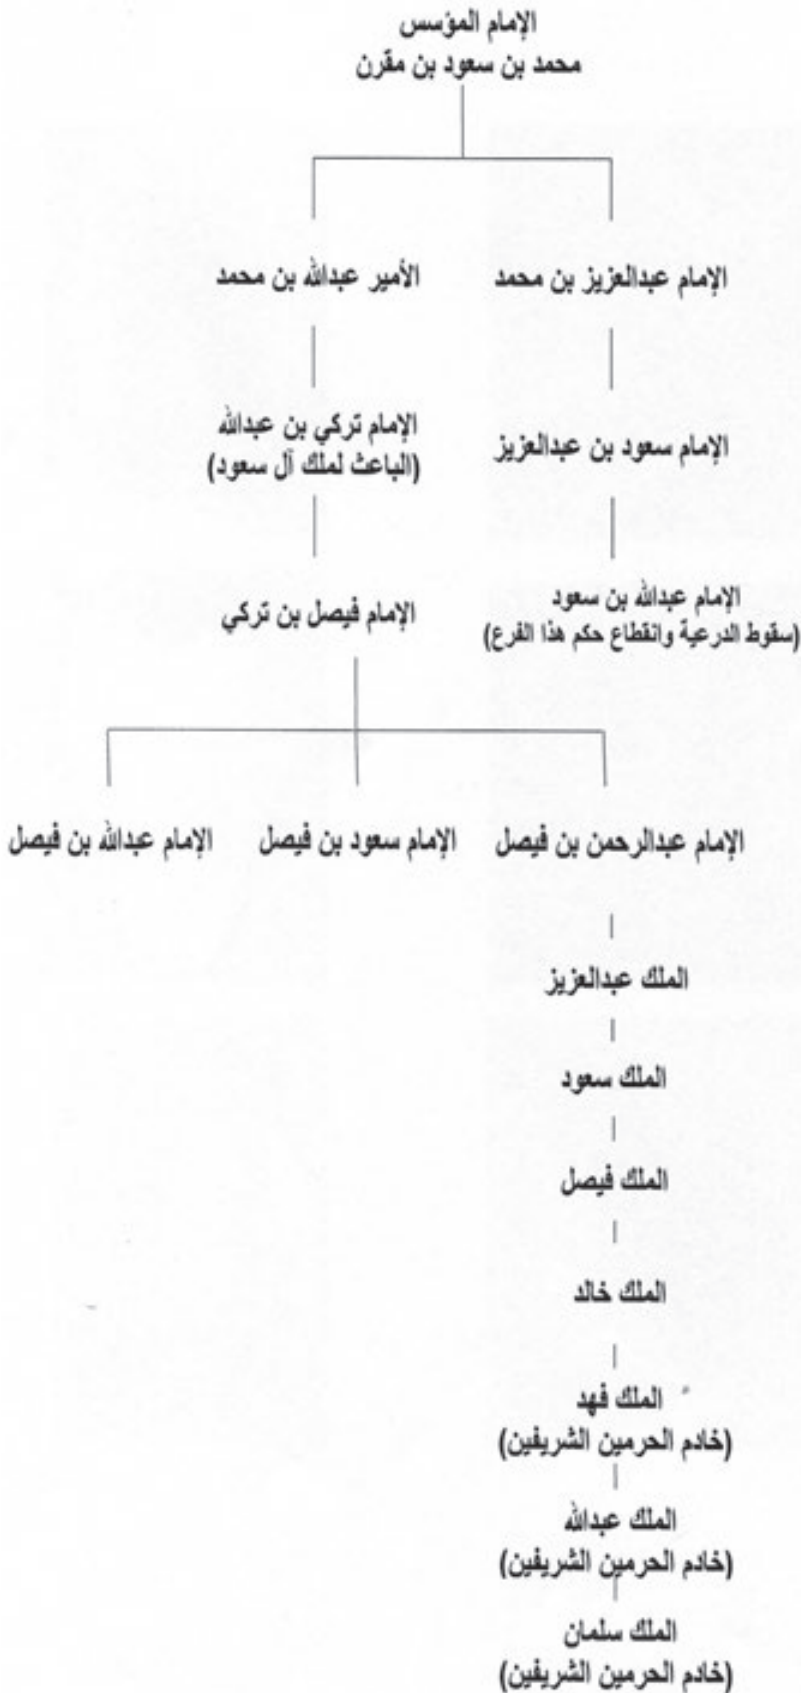 الإمام المؤسس
محمد بن سعود بن مقرن
الإمام عبدالعزيز بن محمد
الأمير عبدالله بن محمد
الإمام سعود بن عبدالعزيز
الإمام تركي بن عبدالله
(الباعث لملك آل سعود)
الإمام عبدالله بن سعود
(سقوط الدرعية وانقطاع حكم هذا الفرع)
الإمام فيصل بن تركي
الإمام عبدالرحمن بن فيصل
الإمام سعود بن فيصل
الإمام عبدالله بن فيصل
الملك عبدالعزيز
الملك سعود
الملك فيصل
الملك خالد
الملك فهد
(خادم الحرمين الشريفين)
الملك عبدالله
(خادم الحرمين الشريفين)
الملك سلمان
(خادم الحرمين الشريفين)